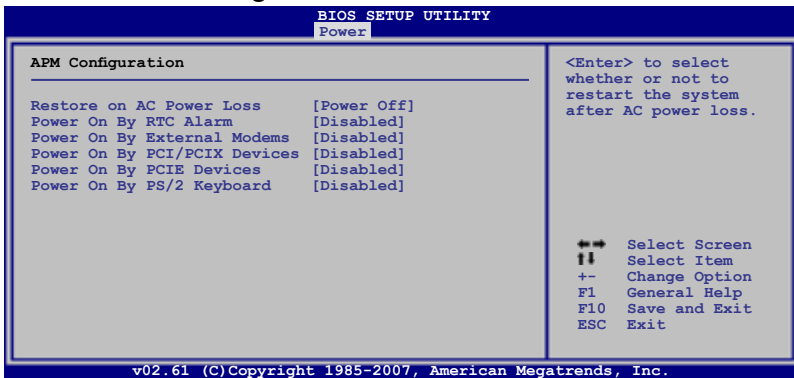 BIOS SETUP UTILITY
Power
APM Configuration
Restore on AC Power Loss [Power Off]
Power On By RTC Alarm [Disabled]
Power On By External Modems [Disabled]
Power On By PCI/PCIX Devices [Disabled]
Power On By PCIE Devices [Disabled]
Power On By PS/2 Keyboard [Disabled]
<Enter> to select
whether or not to
restart the system
after AC power loss.
←→ Select Screen
↑↓ Select Item
+- Change Option
F1 General Help
F10 Save and Exit
ESC Exit
v02.61 (C)Copyright 1985-2007, American Megatrends, Inc.